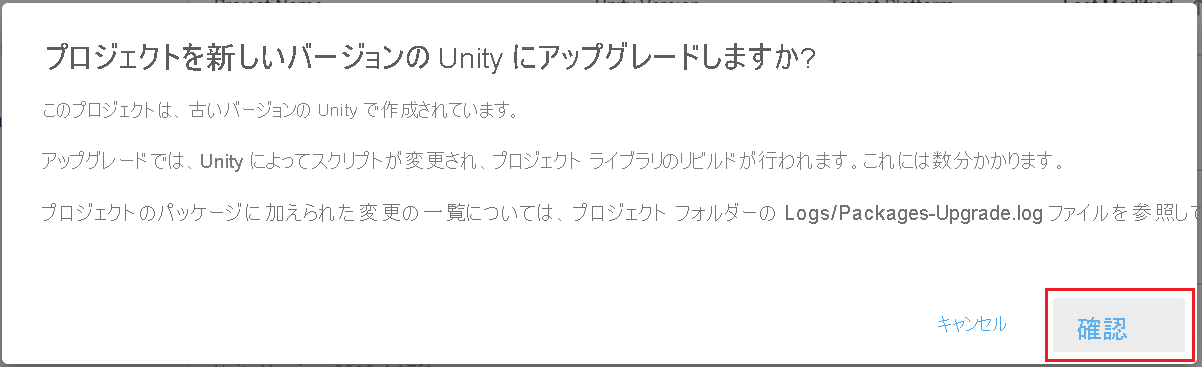 プロジェクトを新しいバージョンの Unity にアップグレードしますか?
このプロジェクトは、古いバージョンの Unity で作成されています。
アップグレードでは、Unity によってスクリプトが変更され、プロジェクト ライブラリのリビルドが行われます。これには数分かかります。
プロジェクトのパッケージに加えられた変更の一覧については、プロジェクト フォルダーの Logs/Packages-Upgrade.log ファイルを参照して
キャンセル
確認